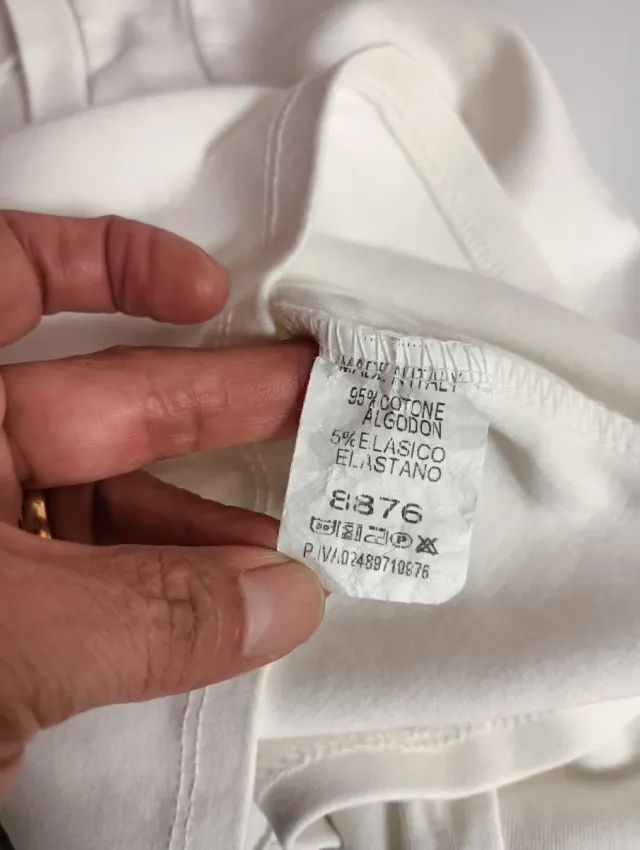 MADE IN ITALY
95%COTONE
ALGODON
5%ELASICO
ELASTANO
8876
P.IVA02489710976